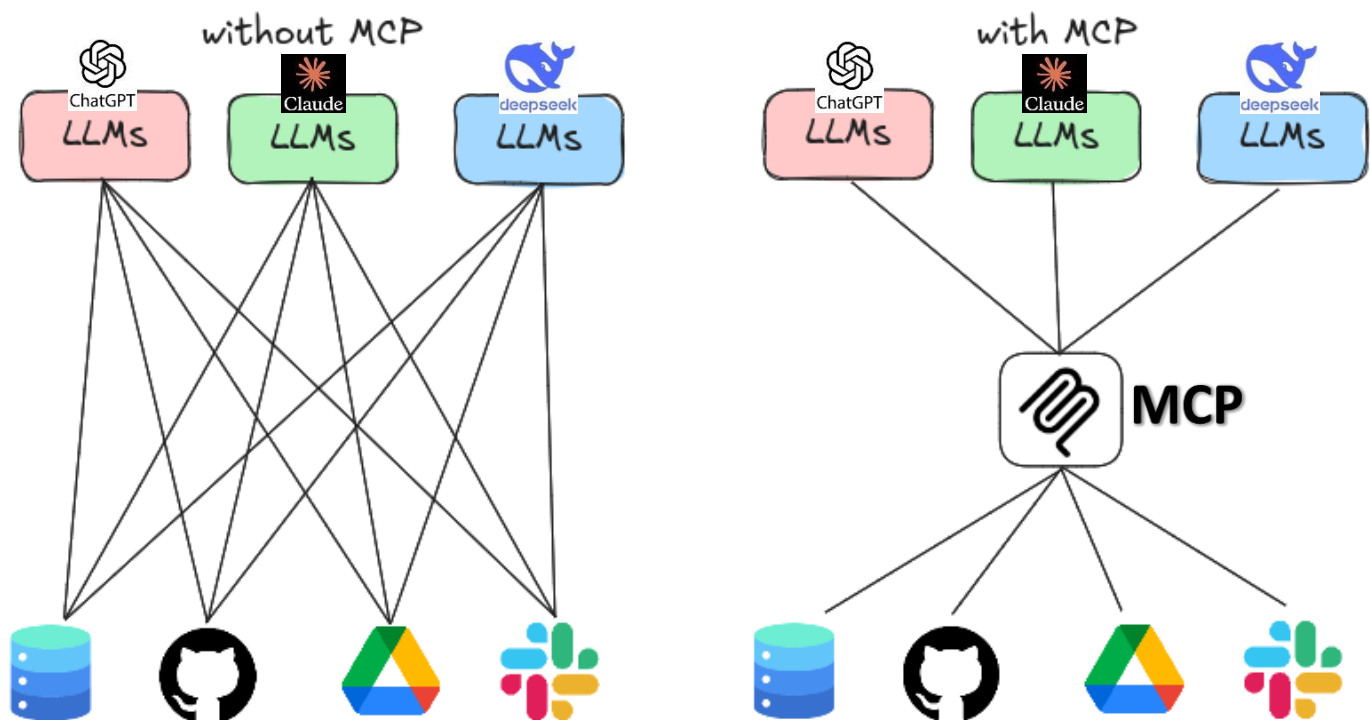 without MCP
ChatGPT
LLMs
Claude
LLMs
deepseek
LLMs
with MCP
ChatGPT
LLMs
Claude
LLMs
deepseek
LLMs
MCP